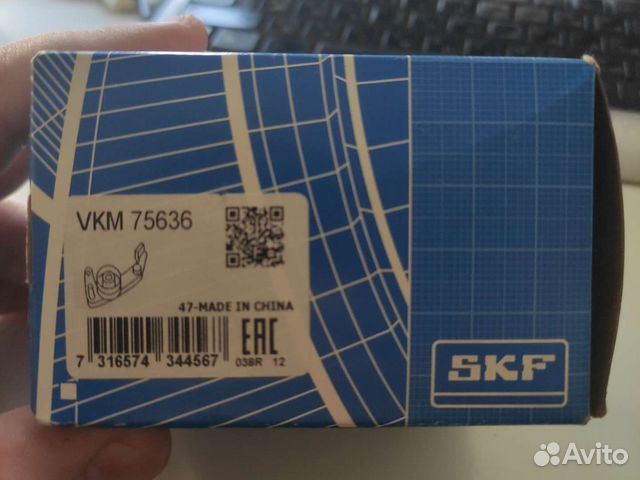 VKM 75636
47-MADE IN CHINA
7 316574 344567
EAC
038R 12
SKF
Avito